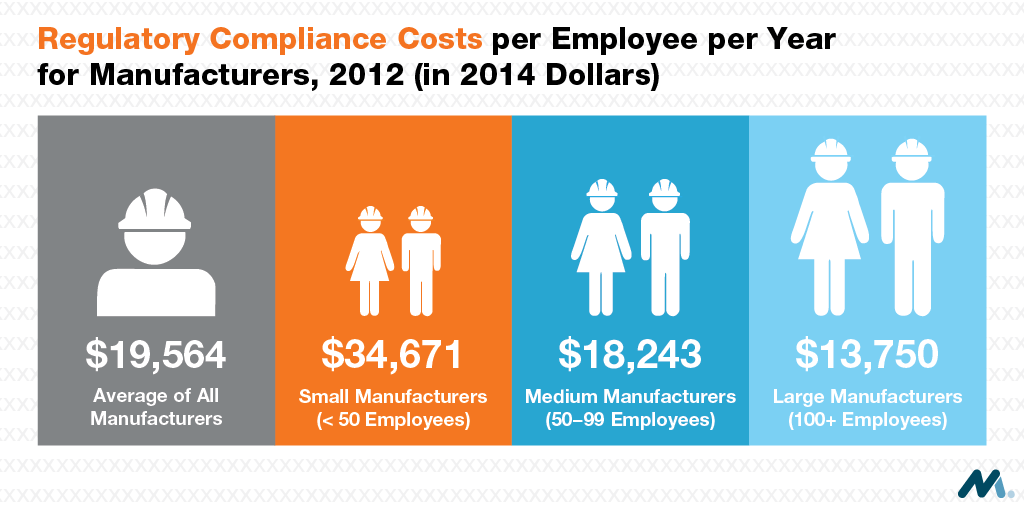 Regulatory Compliance Costs per Employee per Year
for Manufacturers, 2012 (in 2014 Dollars)
$19,564
Average of All
Manufacturers
$34,671
Small Manufacturers
(< 50 Employees)
$18,243
Medium Manufacturers
(50–99 Employees)
$13,750
Large Manufacturers
(100+ Employees)